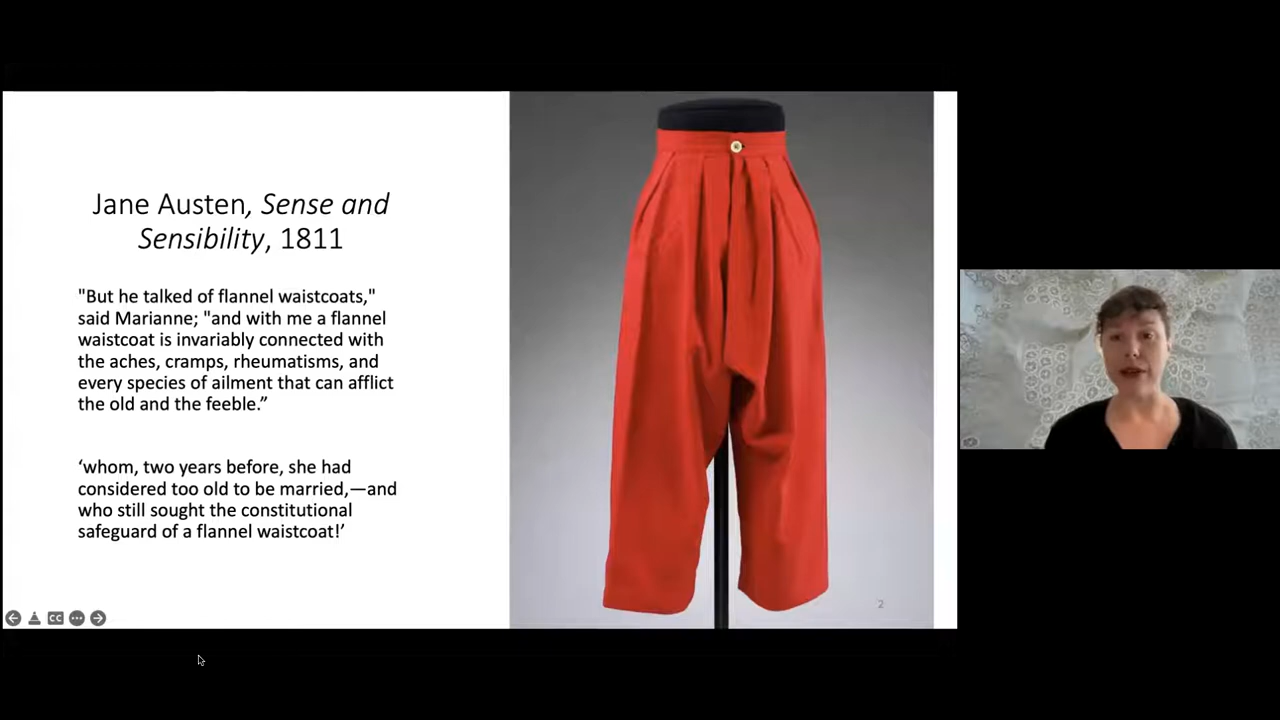 Jane Austen, Sense and
Sensibility, 1811
"But he talked of flannel waistcoats,"
said Marianne; "and with me a flannel
waistcoat is invariably connected with
the aches, cramps, rheumatisms, and
every species of ailment that can afflict
the old and the feeble.”
‘whom, two years before, she had
considered too old to be married,—and
who still sought the constitutional
safeguard of a flannel waistcoat!’
2
CC